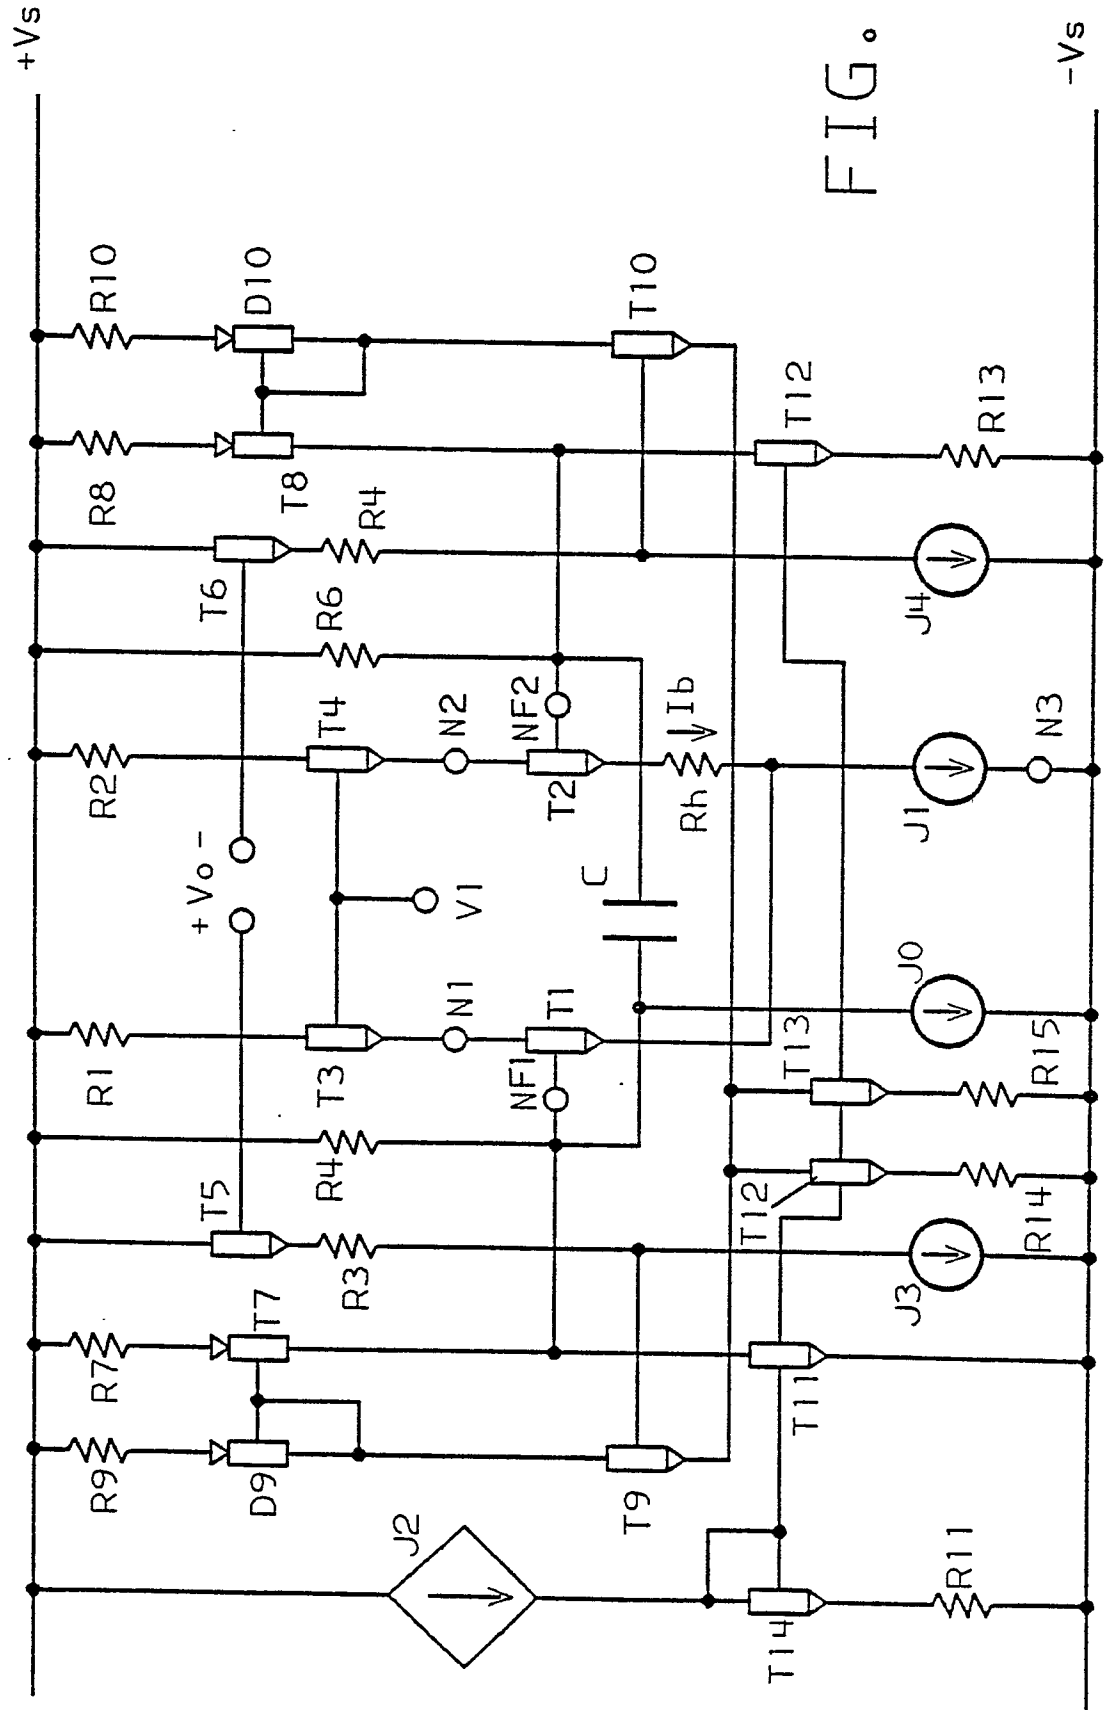 +Vs
R9
R7
R1
R2
R8
R10
D9
T7
T5
+Vo-
T6
T8
D10
J2
R3
R4
T3
T4
R6
R4
V1
N1
N2
NF1
T1
NF2
T2
C
Rh
Ib
T9
T10
T14
T11
T12
T13
T12
R11
J3
J0
J1
J4
R13
R14
R15
N3
-Vs
FIG.